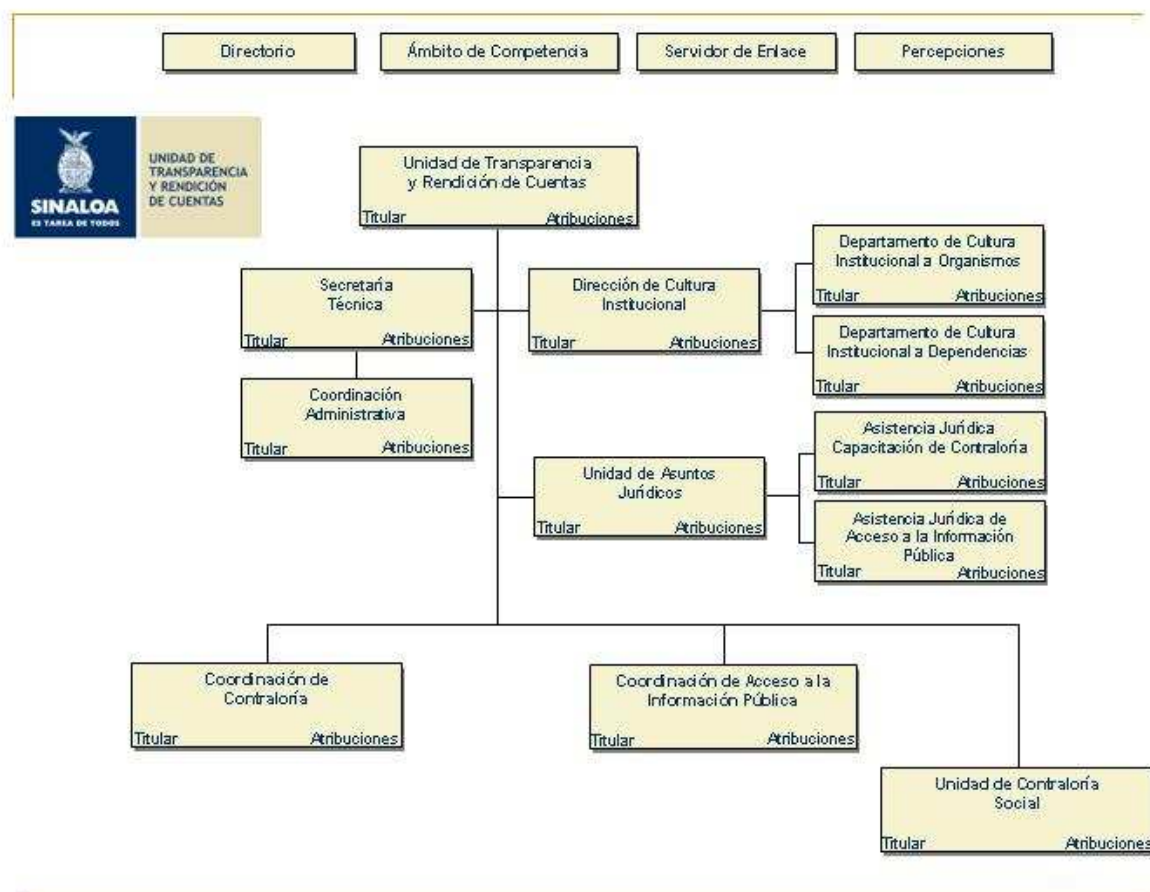 Directorio
Ámbito de Competencia
Servidor de Enlace
Percepciones
SINALOA
ES TAREA DE TODOS
UNIDAD DE
TRANSPARENCIA
Y RENDICIÓN
DE CUENTAS
Unidad de Transparencia
y Rendición de Cuentas
Titular Atribuciones
Secretaría
Técnica
Titular Atribuciones
Dirección de Cultura
Institucional
Titular Atribuciones
Departamento de Cultura
Institucional a Organismos
Titular Atribuciones
Departamento de Cultura
Institucional a Dependencias
Titular Atribuciones
Coordinación
Administrativa
Titular Atribuciones
Unidad de Asuntos
Jurídicos
Titular Atribuciones
Asistencia Jurídica
Capacitación de Contraloría
Titular Atribuciones
Asistencia Jurídica de
Acceso a la Información
Pública
Titular Atribuciones
Coordinación de
Contraloría
Titular Atribuciones
Coordinación de Acceso a la
Información Pública
Titular Atribuciones
Unidad de Contraloría
Social
Titular Atribuciones